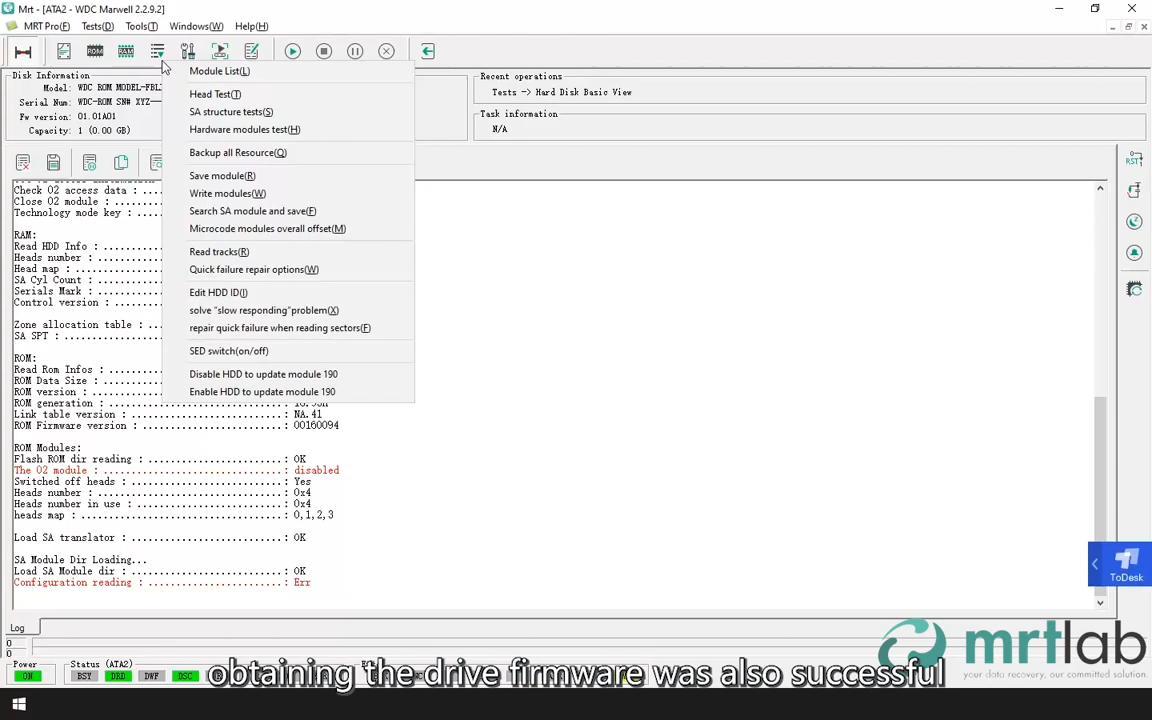 Mrt - [ATA2 - WDC Marwell 2.2.9.2]
MRT Pro(F) Tests(D) Tools(T) Windows(W) Help(H)
ROM RAM
Disk Information
Model: WDC ROM MODEL-FBL
Serial Num: WDC-ROM SN# XYZ--
Fw version: 01.01A01
Capacity: 1 (0.00 GB)
Recent operations
Tests -> Hard Disk Basic View
Task information
N/A
Module List(L)
Head Test(T)
SA structure tests(S)
Hardware modules test(H)
Backup all Resource(Q)
Save module(R)
Write modules(W)
Search SA module and save(F)
Microcode modules overall offset(M)
Read tracks(R)
Quick failure repair options(W)
Edit HDD ID(I)
solve "slow responding"problem(X)
repair quick failure when reading sectors(F)
SED switch(on/off)
Disable HDD to update module 190
Enable HDD to update module 190
RST
Check 02 access data : ....
Close 02 module : .........
Technology mode key : .....
RAM:
Read HDD Info : ...........
Heads number : ............
Head map : ................
SA Cyl Count : ............
Serials Mark : ............
Control version : .........
Zone allocation table : ...
SA SPT : ..................
ROM:
Read Rom Infos : ..........
ROM Data Size : ...........
ROM version : .............
ROM generation :
Link table version : ............................ : NA.41
ROM Firmware version : .......................... : 00160094
ROM Modules:
Flash ROM dir reading : ......................... : OK
The 02 module : ................................. : disabled
Switched off heads : ............................ : Yes
Heads number : .................................. : 0x4
Heads number in use : ........................... : 0x4
heads map : ..................................... : 0,1,2,3
Load SA translator : ............................ : OK
SA Module Dir Loading...
Load SA Module dir : ............................ : OK
Configuration reading : ......................... : Err
ToDesk
Log
0
0
Power
ON
Status (ATA2)
BSY DRD DWF DSC
obtaining the drive firmware was also successful
mrtlab
your data recovery, our committed solution.